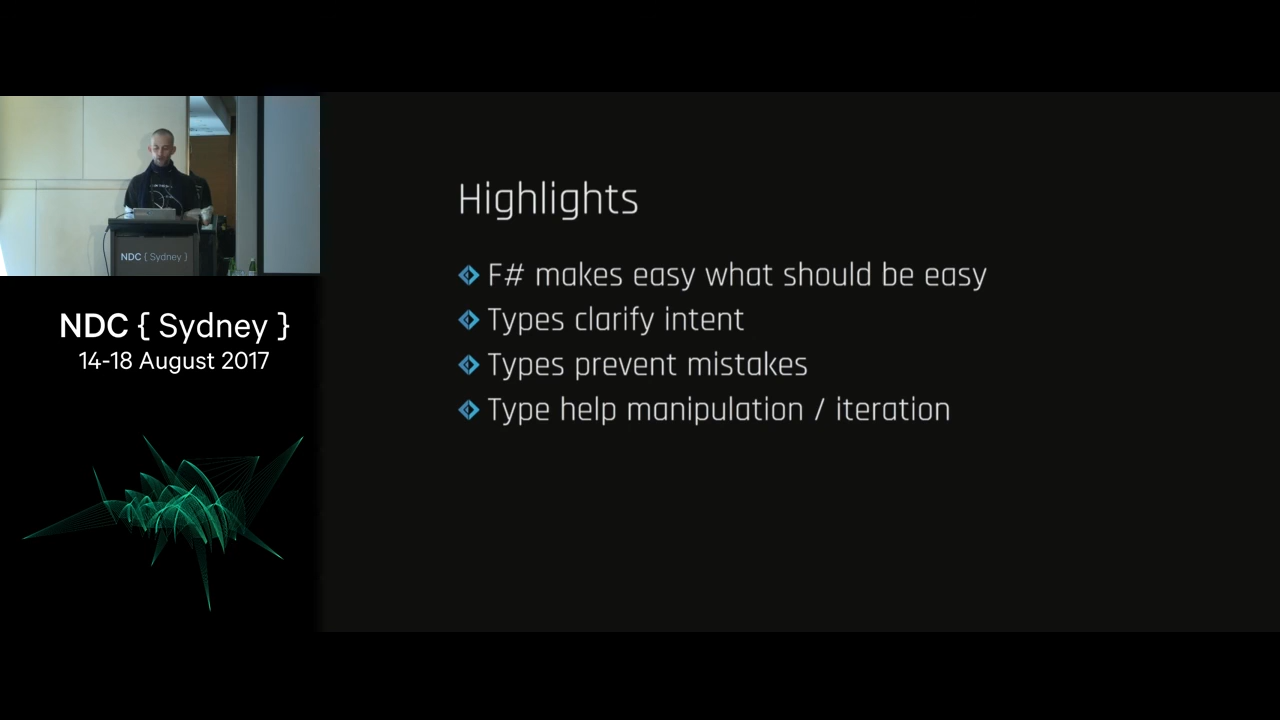 NDC { Sydney }
NDC { Sydney }
14-18 August 2017
Highlights
F# makes easy what should be easy
Types clarify intent
Types prevent mistakes
Type help manipulation / iteration